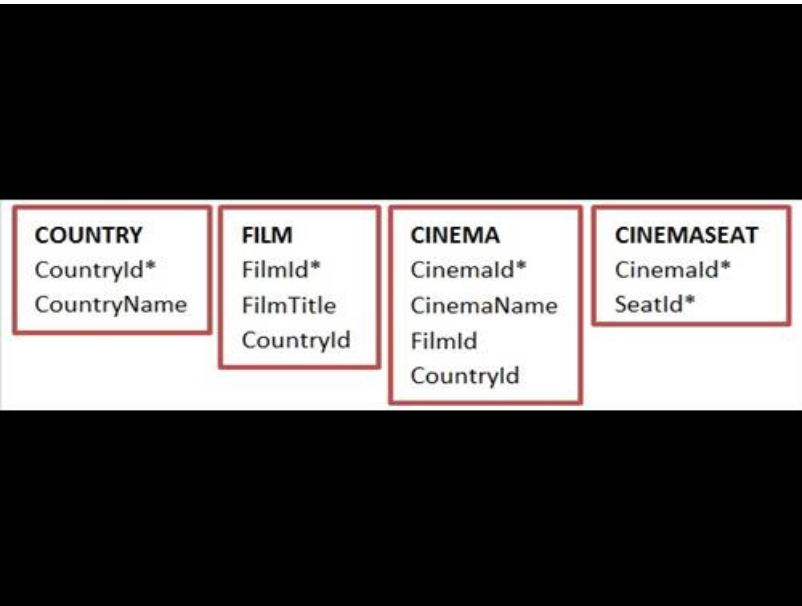 COUNTRY
CountryId*
CountryName
FILM
FilmId*
FilmTitle
CountryId
CINEMA
CinemaId*
CinemaName
FilmId
CountryId
CINEMASEAT
CinemaId*
SeatId*